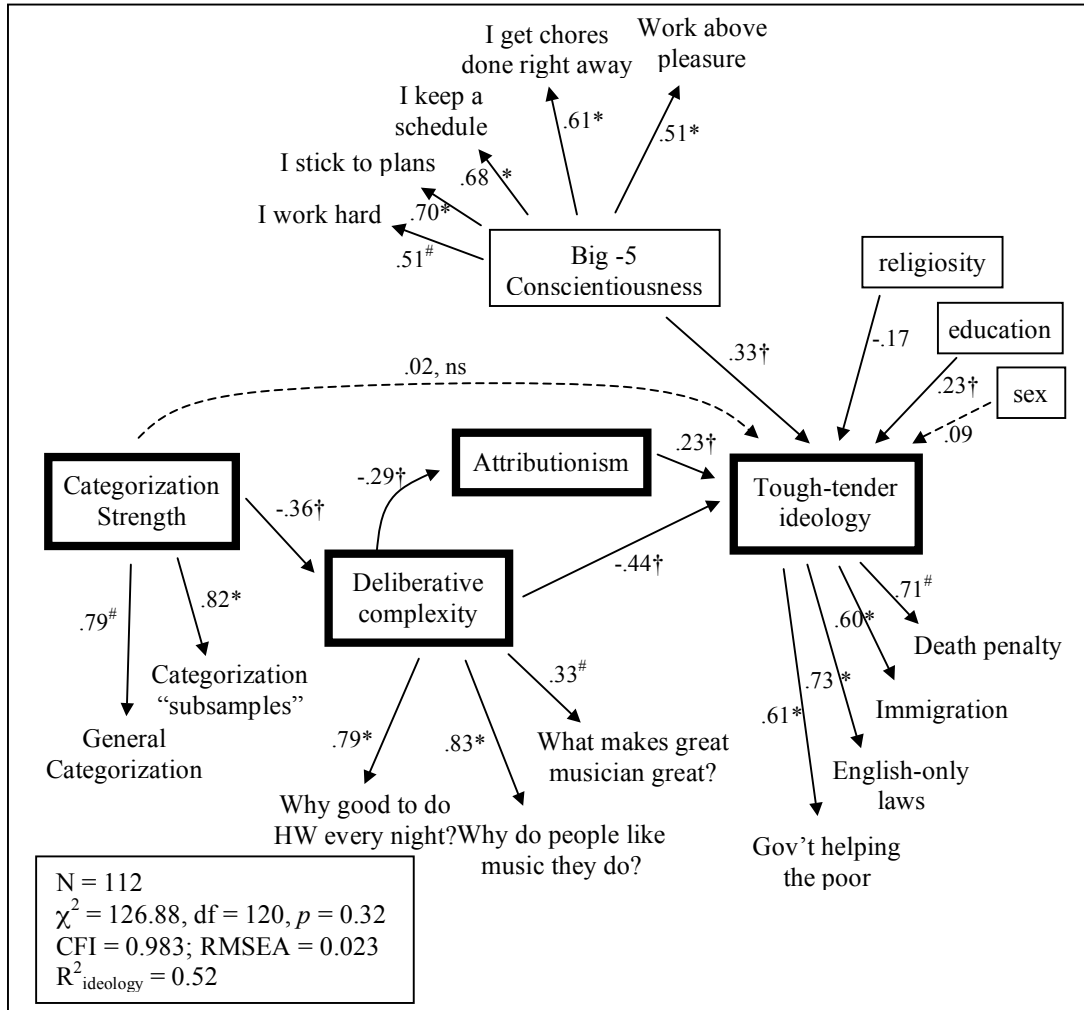 I get chores
done right away
Work above
pleasure
I keep a
schedule
.61*
.51*
I stick to plans
.68 *
I work hard
.70*
.51#
Big -5
Conscientiousness
religiosity
education
sex
.33†
-.17
.23†
.09
.02, ns
Categorization
Strength
-.29†
Attributionism
.23†
Tough-tender
ideology
-.36†
Deliberative
complexity
-.44†
.79#
.82*
.71#
.60*
.73 *
.61*
Death penalty
Categorization
“subsamples”
General
Categorization
.33#
.79*
.83*
Immigration
What makes great
musician great?
English-only
laws
Why good to do
HW every night?
Why do people like
music they do?
Gov’t helping
the poor
N = 112
χ² = 126.88, df = 120, p = 0.32
CFI = 0.983; RMSEA = 0.023
R²ideology = 0.52